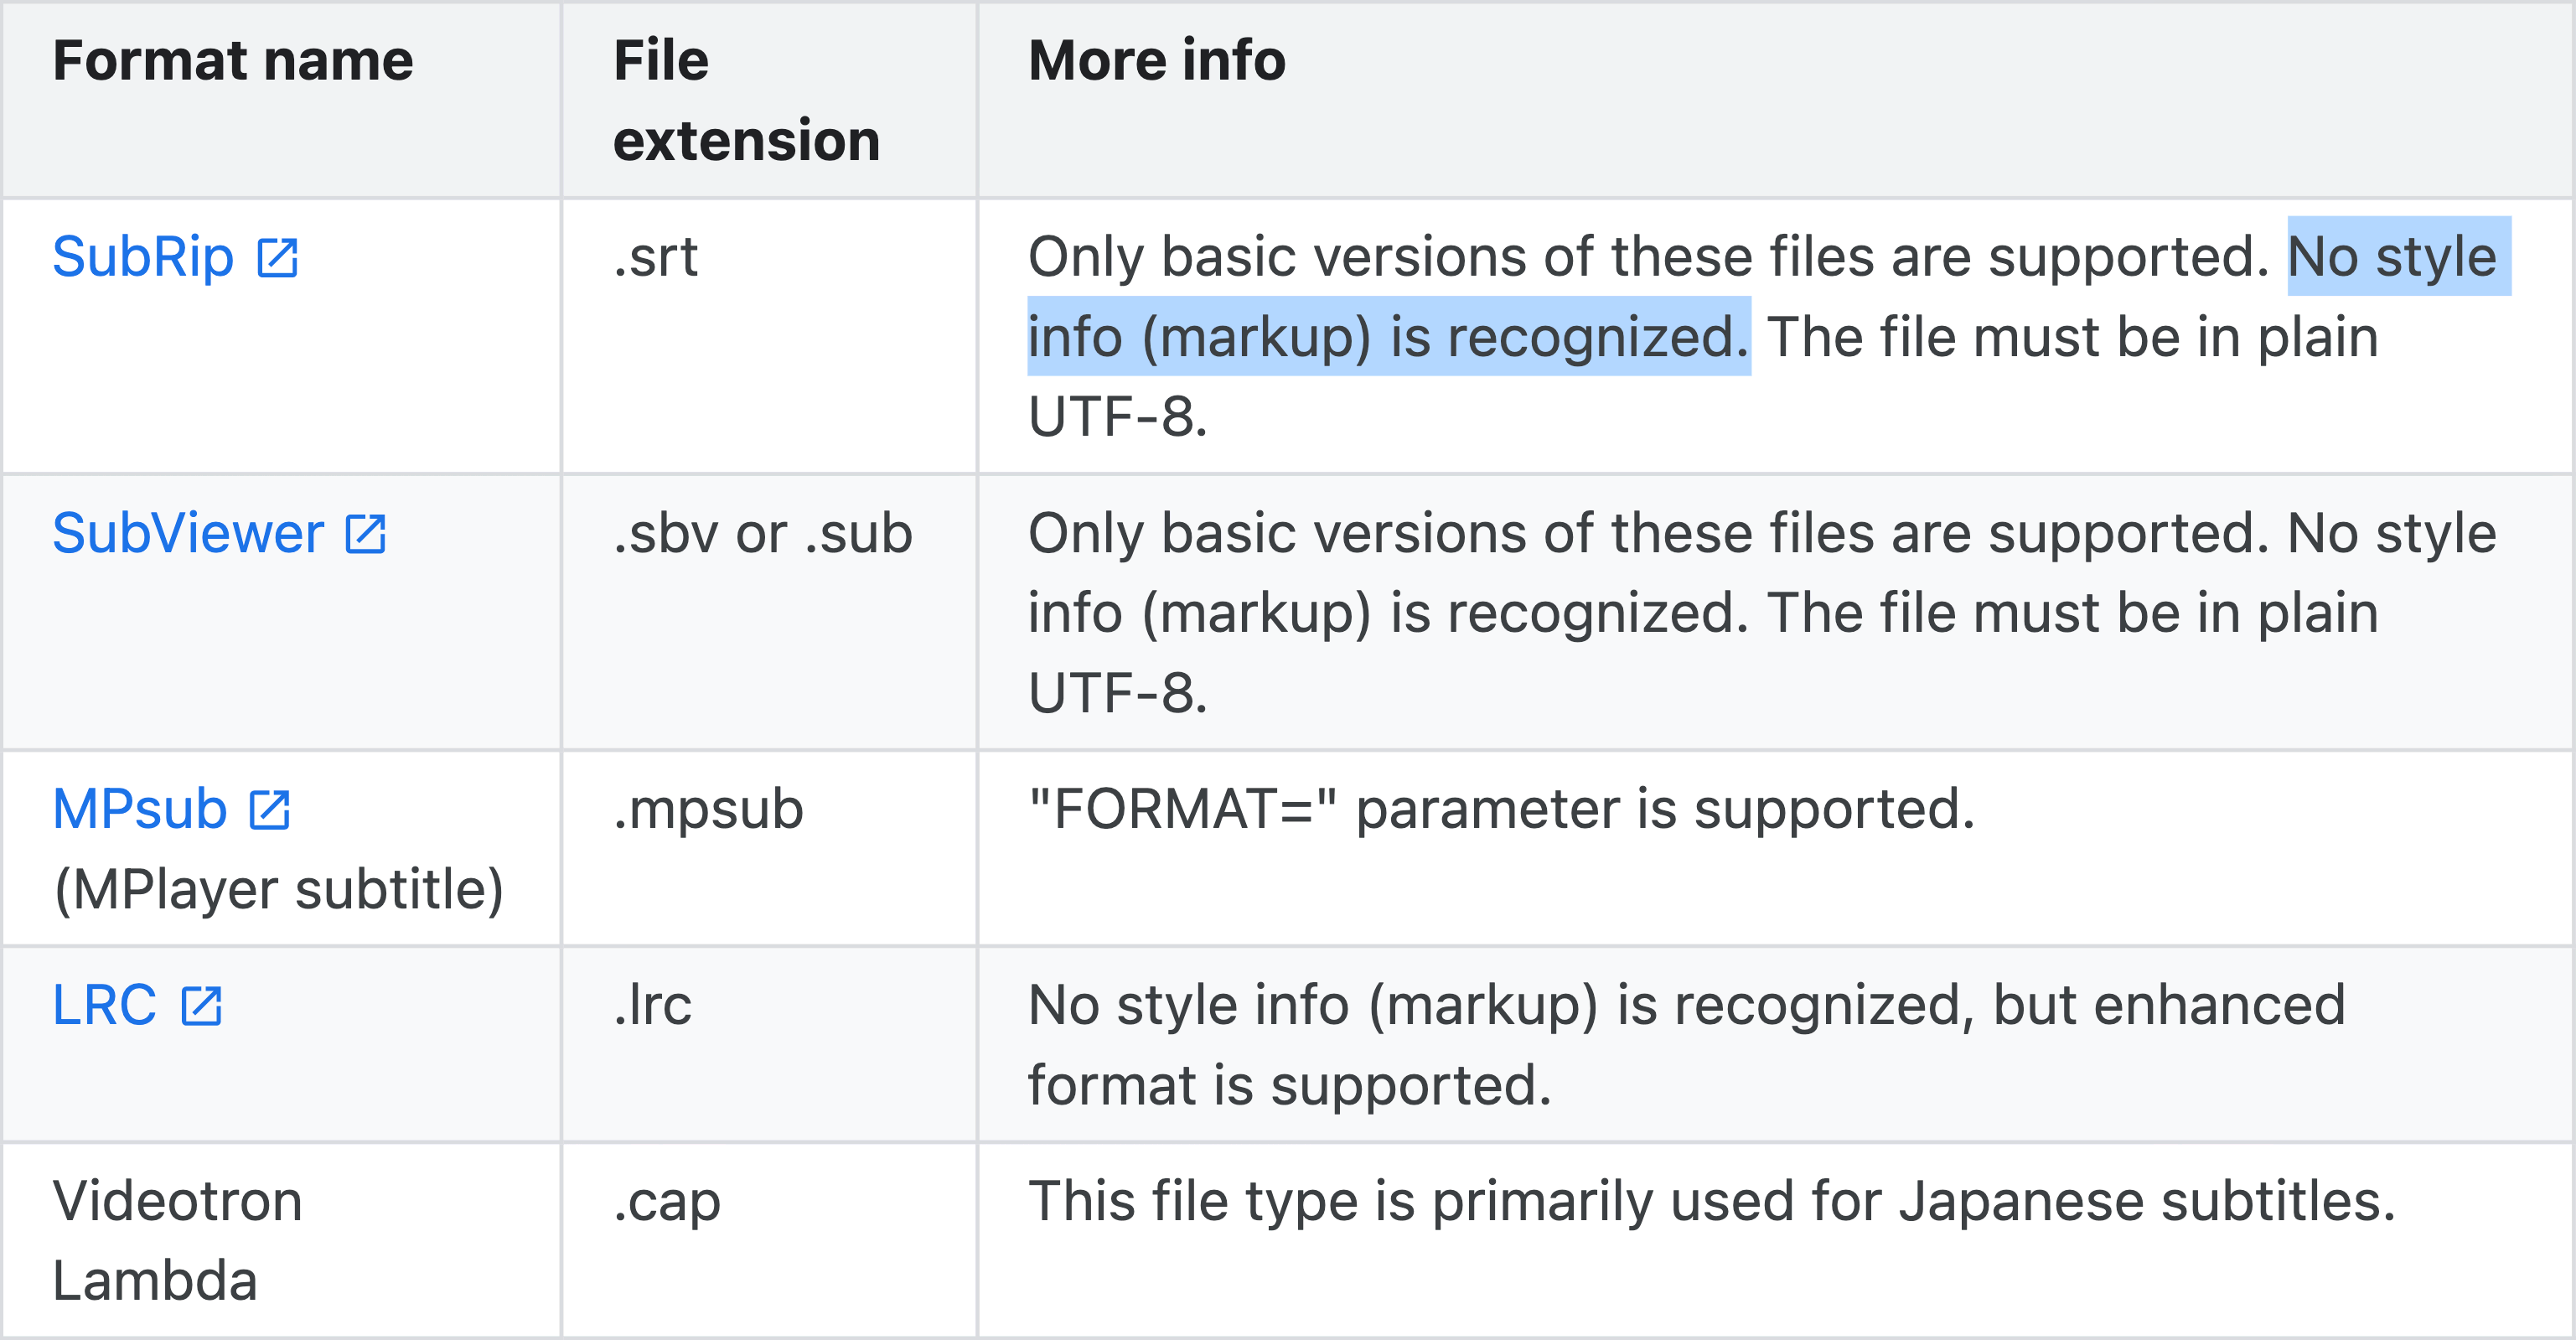 Format name
File
extension
More info
SubRip
.srt
Only basic versions of these files are supported. No style
info (markup) is recognized. The file must be in plain
UTF-8.
SubViewer
.sbv or .sub
Only basic versions of these files are supported. No style
info (markup) is recognized. The file must be in plain
UTF-8.
MPsub
(MPlayer subtitle)
.mpsub
"FORMAT=" parameter is supported.
LRC
.lrc
No style info (markup) is recognized, but enhanced
format is supported.
Videotron
Lambda
.cap
This file type is primarily used for Japanese subtitles.